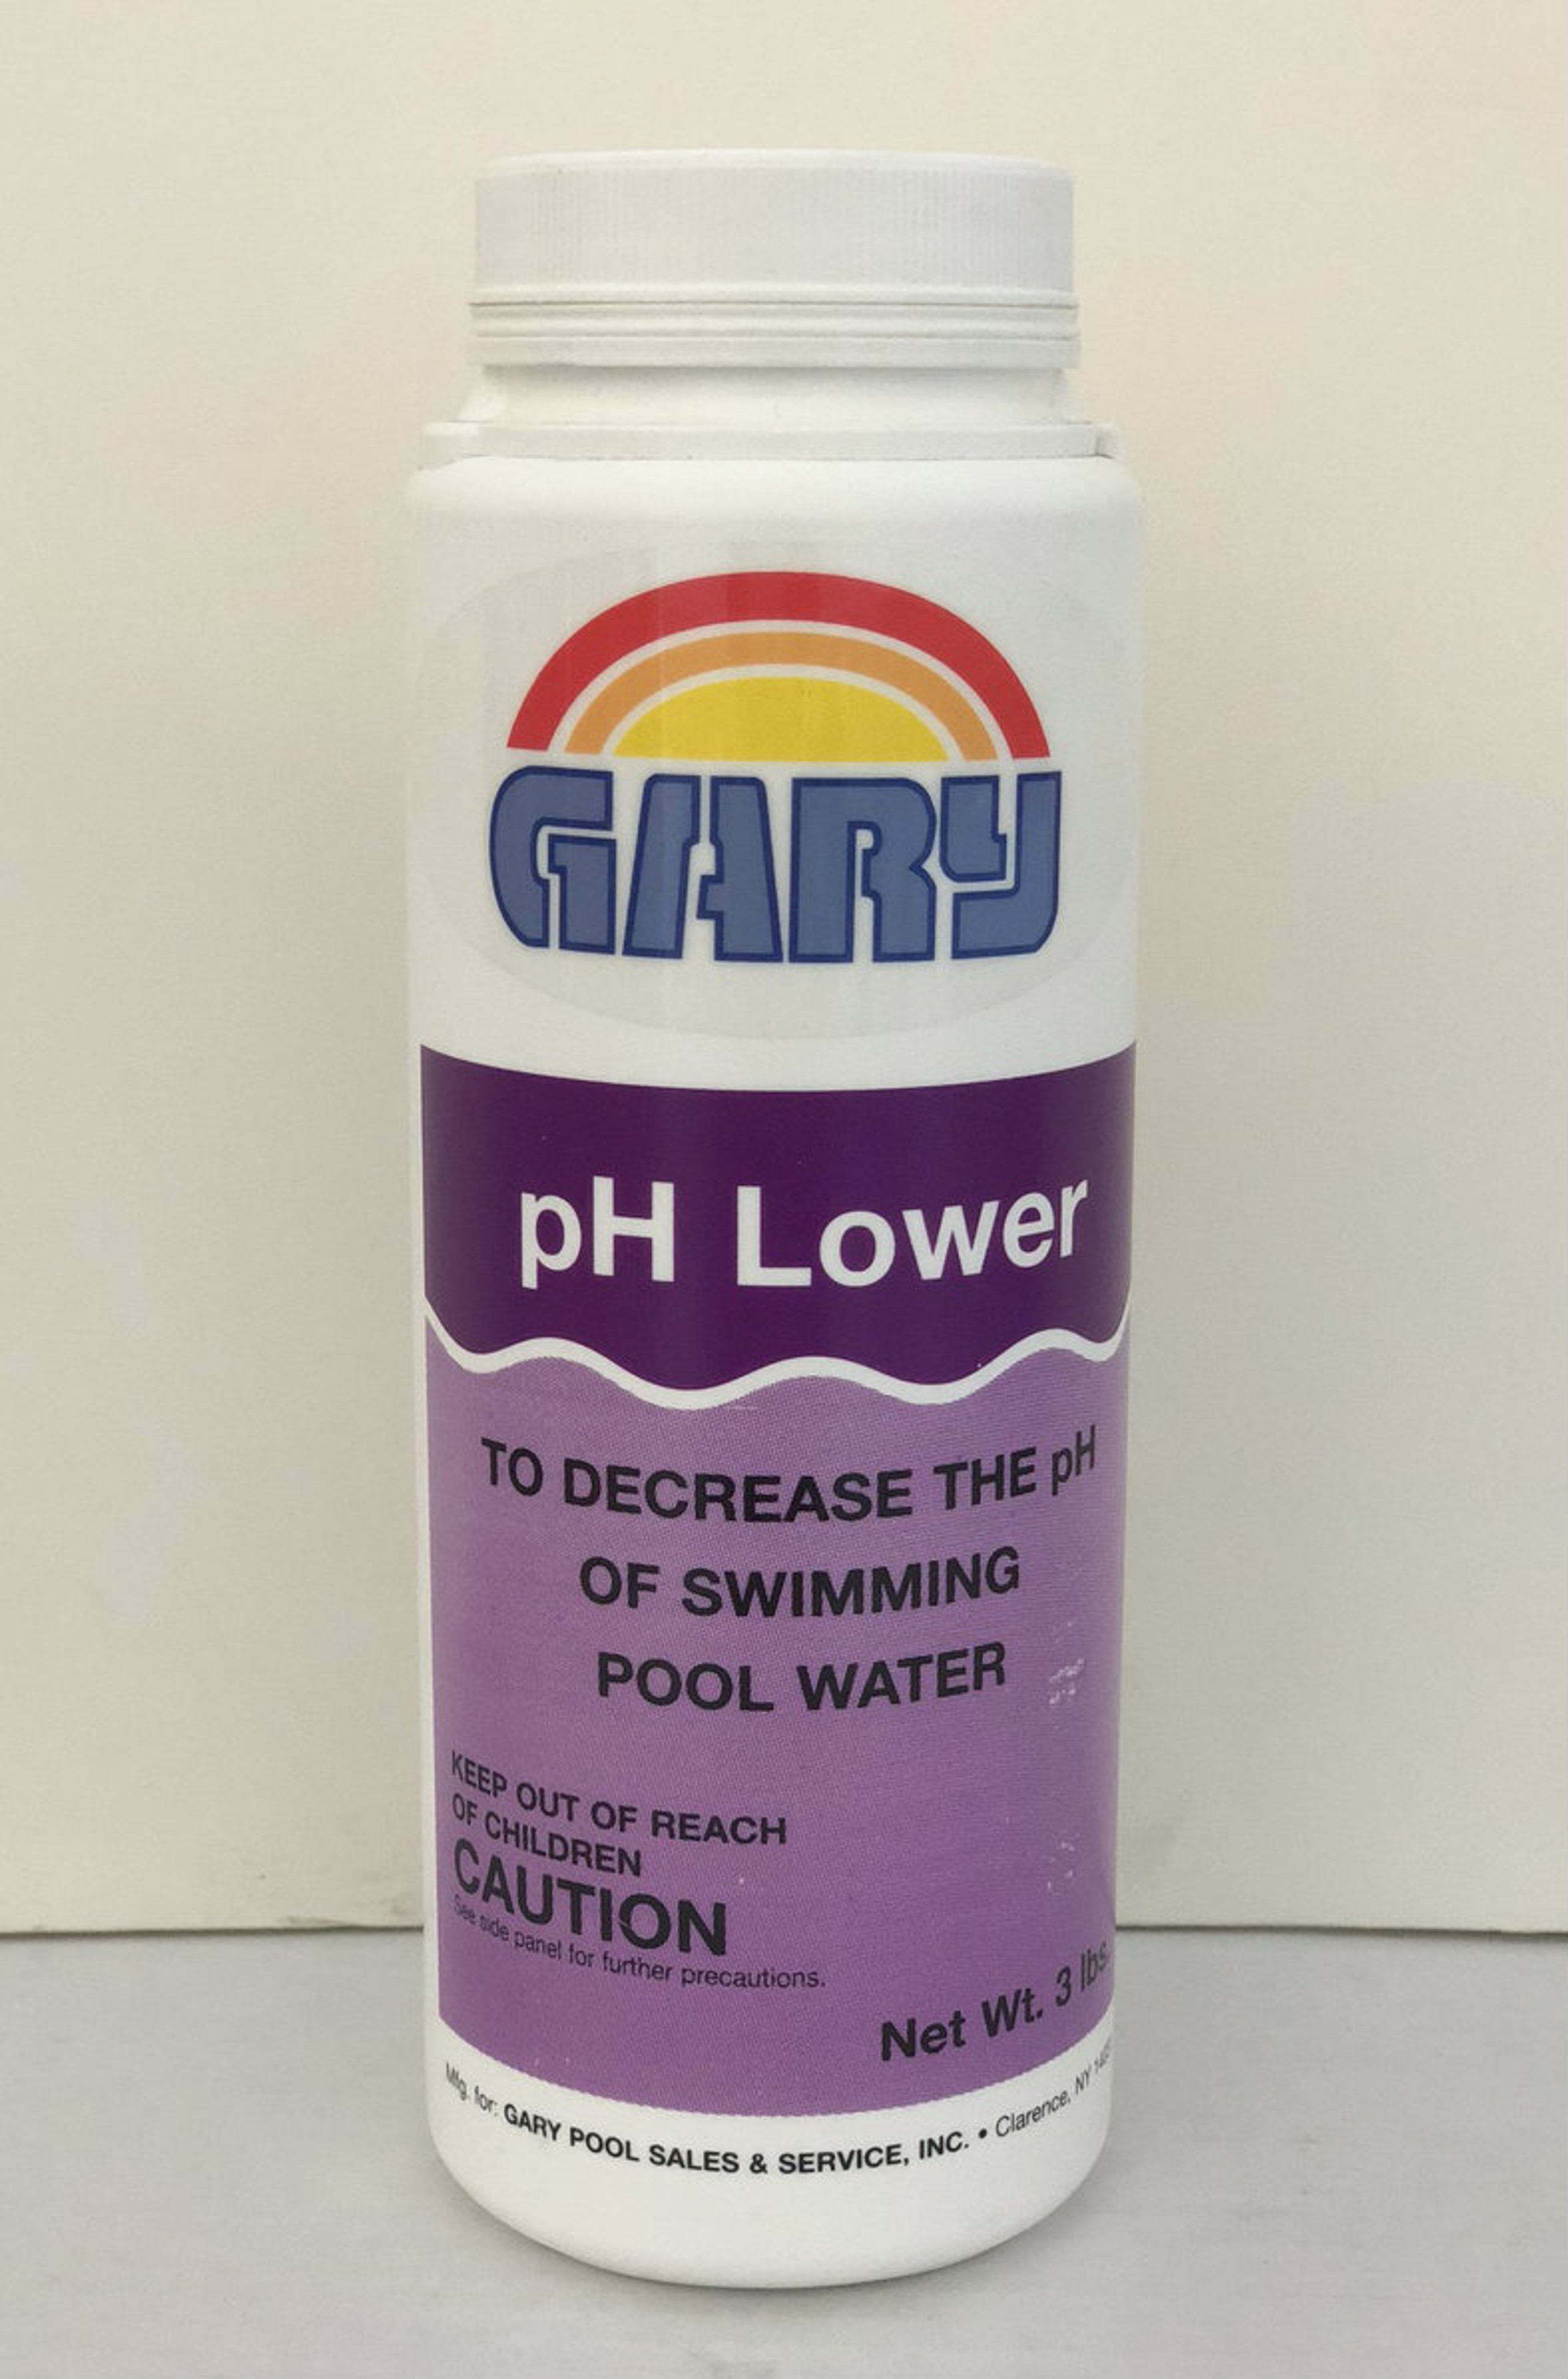 GARY
pH Lower
TO DECREASE THE pH
OF SWIMMING
POOL WATER
KEEP OUT OF REACH
OF CHILDREN
CAUTION
See side panel for further precautions.
Net Wt. 3 lbs.
Mfg. for: GARY POOL SALES & SERVICE, INC. • Clarence, NY